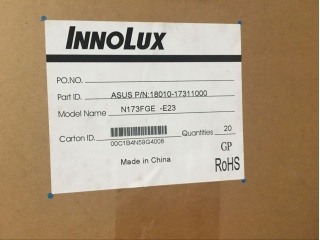 INNOLUX
PO.NO.
Part ID. ASUS P/N:18010-17311000
Model Name N173FGE -E23
Carton ID. 00C1B4N59G4008 Quantities 20
GP
Made in China RoHS